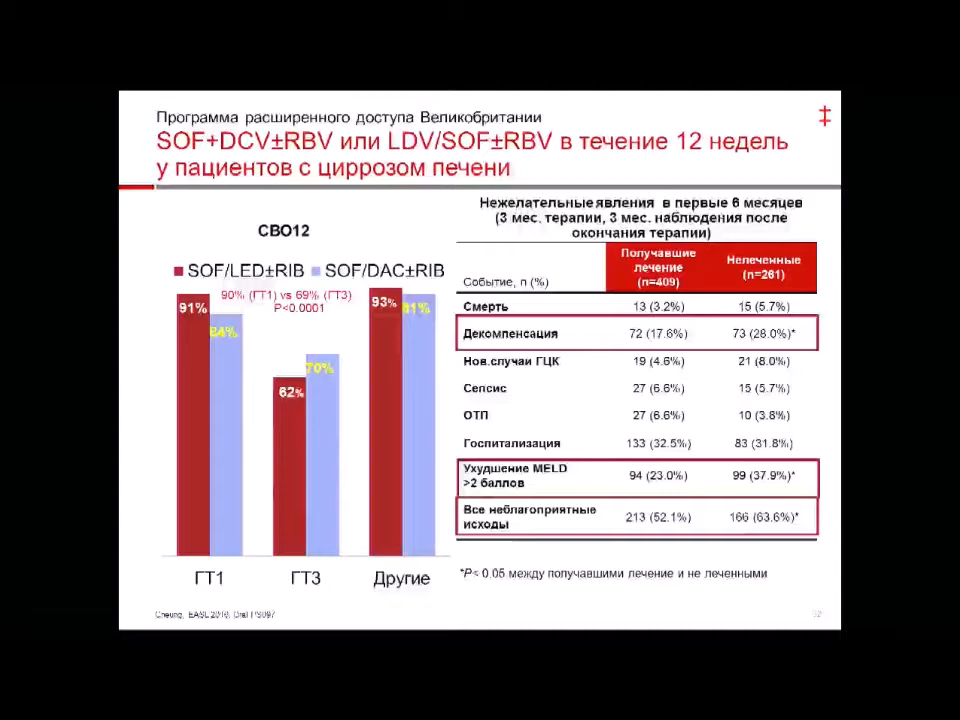 Программа расширенного доступа Великобритании
SOF+DCV±RBV или LDV/SOF±RBV в течение 12 недель
у пациентов с циррозом печени
СВО12
SOF/LED±RIB SOF/DAC±RIB
90% (ГТ1) vs 69% (ГТ3)
P<0.0001
91%
62%
70%
93%
ГТ1 ГТ3 Другие
Нежелательные явления в первые 6 месяцев
(3 мес. терапии, 3 мес. наблюдения после
окончания терапии)
Событие, n (%)
Получавшие
лечение
(n=409)
Нелеченные
(n=261)
Смерть 13 (3.2%) 15 (5.7%)
Декомпенсация 72 (17.6%) 73 (28.0%)*
Нов.случаи ГЦК 19 (4.6%) 21 (8.0%)
Сепсис 27 (6.6%) 15 (5.7%)
ОТП 27 (6.6%) 10 (3.8%)
Госпитализация 133 (32.5%) 83 (31.8%)
Ухудшение MELD
>2 баллов 94 (23.0%) 99 (37.9%)*
Все неблагоприятные
исходы 213 (52.1%) 166 (63.6%)*
*P< 0.05 между получавшими лечение и не леченными
Cheung, EASL 2016, Oral